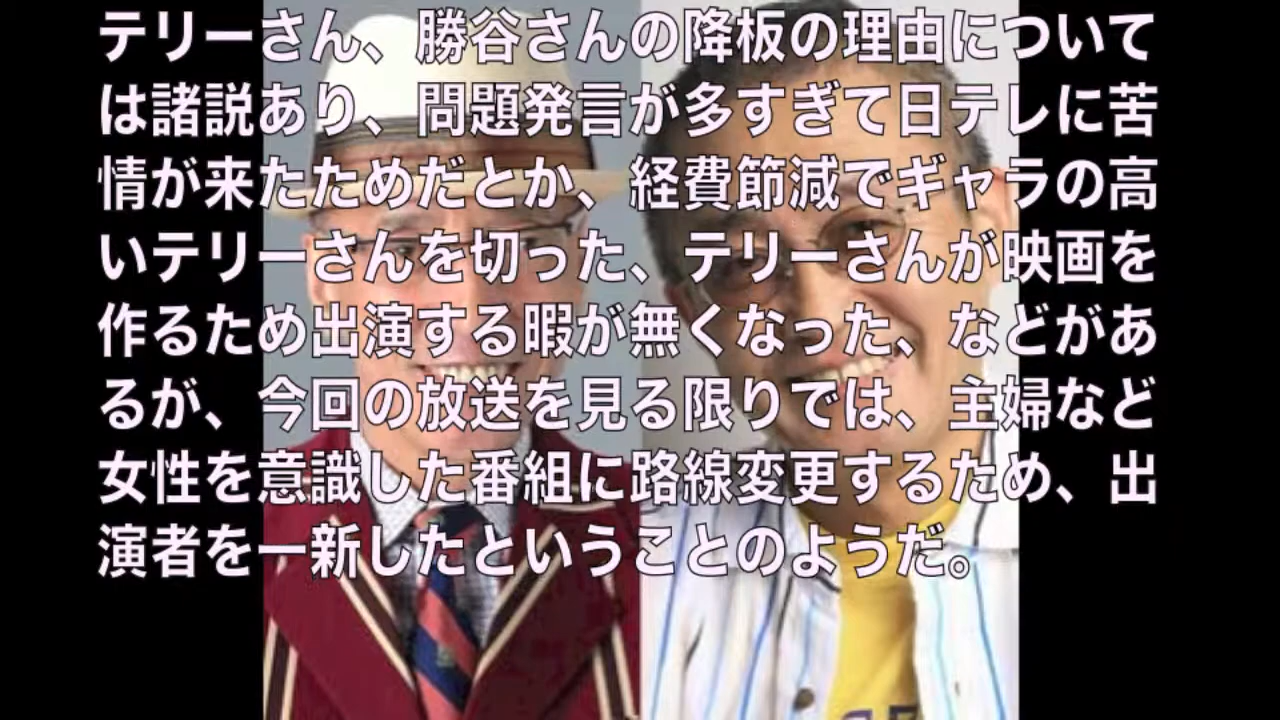 テリーさん、勝谷さんの降板の理由について
は諸説あり、問題発言が多すぎて日テレに苦
情が来たためだとか、経費節減でギャラの高
いテリーさんを切った、テリーさんが映画を
作るため出演する暇が無くなった、などがあ
るが、今回の放送を見る限りでは、主婦など
女性を意識した番組に路線変更するため、出
演者を一新したということのようだ。